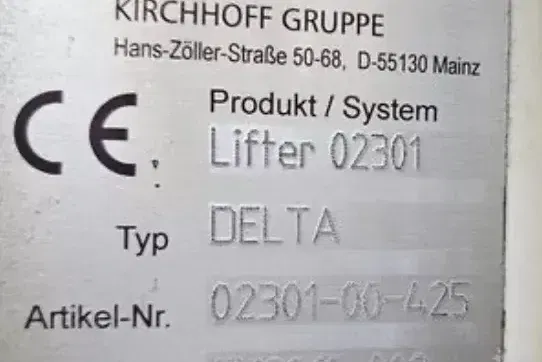 KIRCHHOFF GRUPPE
Hans-Zöller-Straße 50-68, D-55130 Mainz
CE Produkt / System
Lifter 02301
Typ DELTA
Artikel-Nr. 02301-00-425